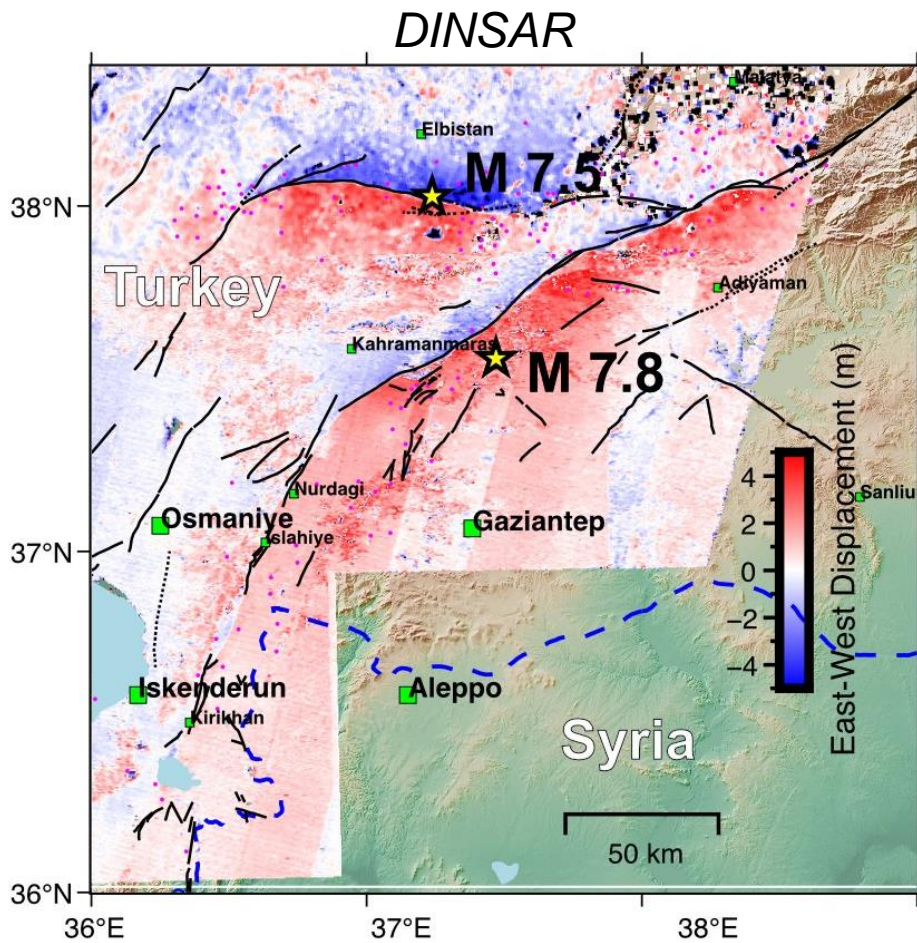 DINSAR
Malatya
Elbistan
M 7.5
38°N
Turkey
Adiyaman
Kahramanmaras
M 7.8
East-West Displacement (m)
4
2
0
−2
−4
Nurdagi
Sanliu
Osmaniye
Gaziantep
Islahiye
37°N
Iskenderun
Aleppo
Kirikhan
Syria
50 km
36°N
36°E
37°E
38°E